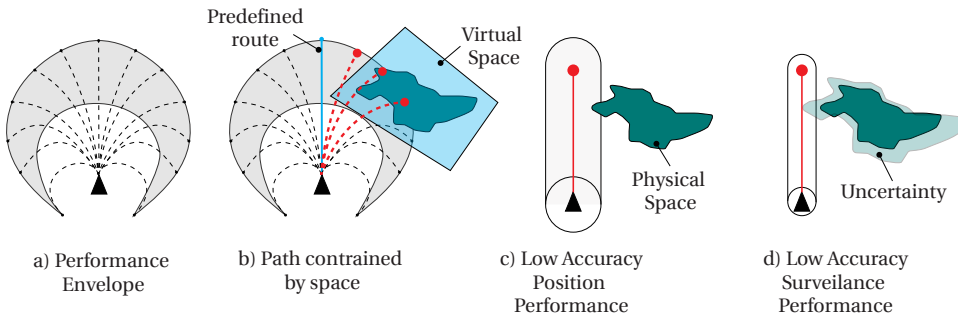 Predefined
route
Virtual
Space
Physical
Space
Uncertainty
a) Performance
Envelope
b) Path contrained
by space
c) Low Accuracy
Position
Performance
d) Low Accuracy
Surveilance
Performance